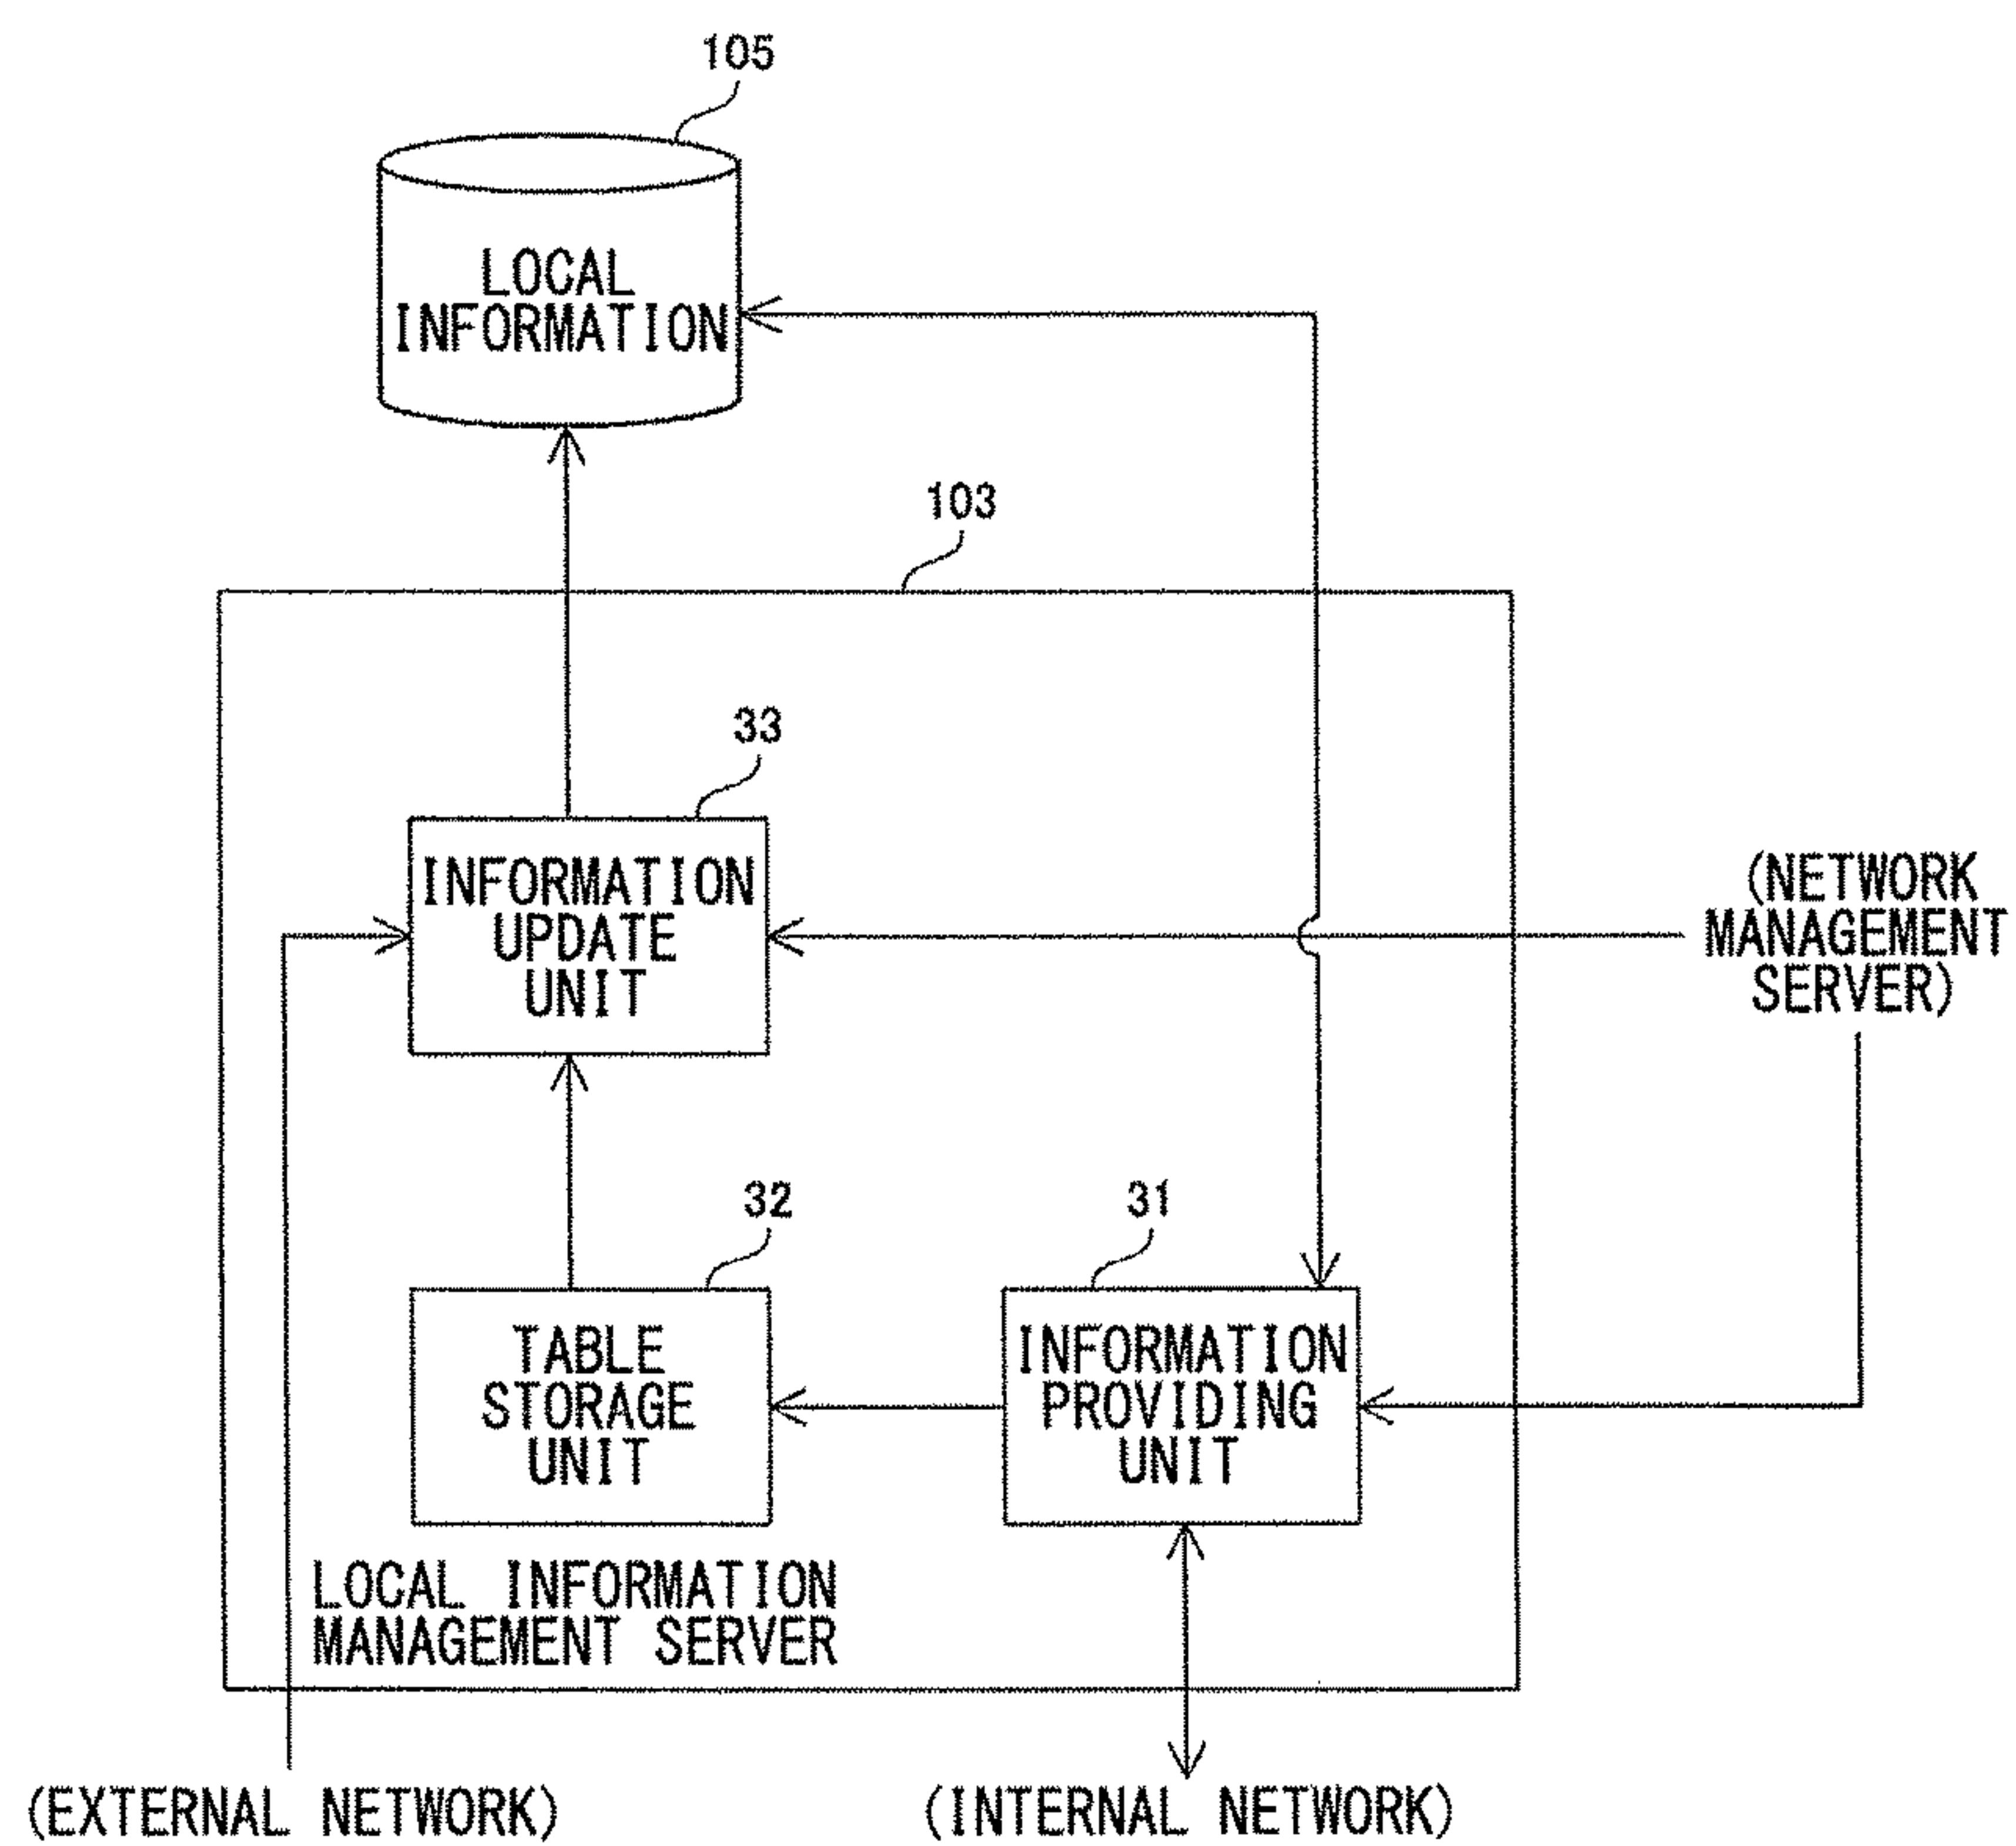 105
LOCAL
INFORMATION
103
33
INFORMATION
UPDATE
UNIT
(NETWORK
MANAGEMENT
SERVER)
32
31
TABLE
STORAGE
UNIT
INFORMATION
PROVIDING
UNIT
LOCAL INFORMATION
MANAGEMENT SERVER
(EXTERNAL NETWORK)
(INTERNAL NETWORK)